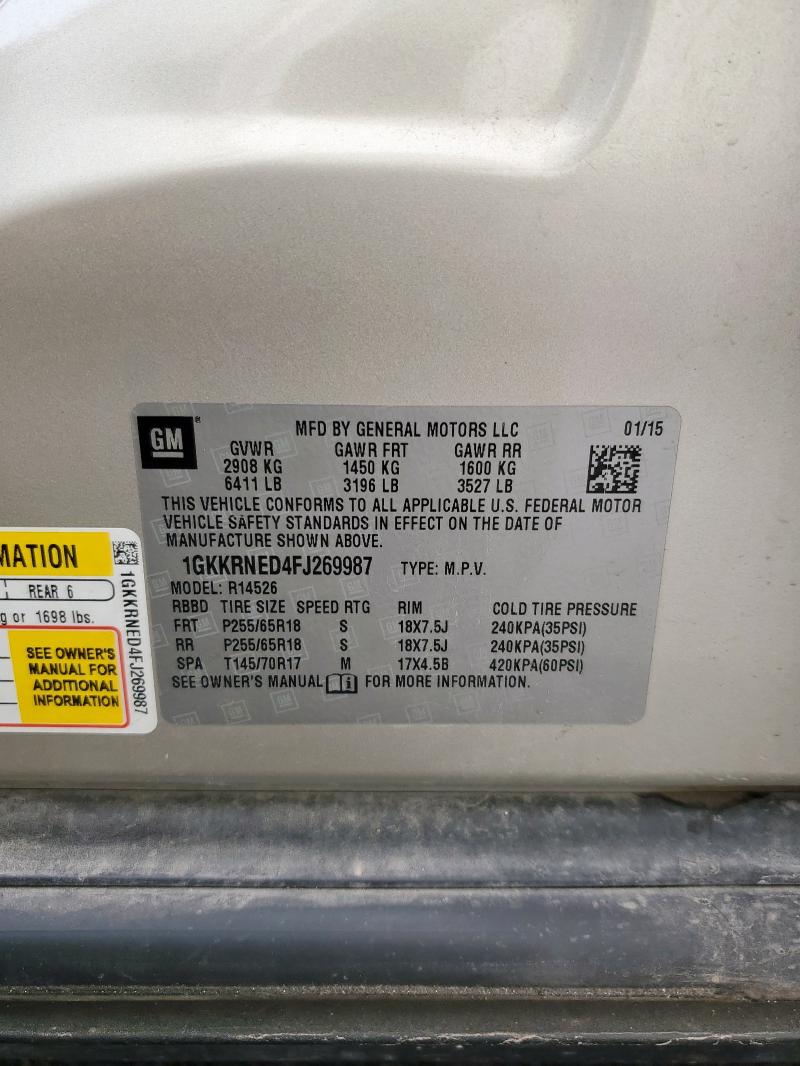 GM
MFD BY GENERAL MOTORS LLC 01/15
GVWR GAWR FRT GAWR RR
2908 KG 1450 KG 1600 KG
6411 LB 3196 LB 3527 LB
THIS VEHICLE CONFORMS TO ALL APPLICABLE U.S. FEDERAL MOTOR
VEHICLE SAFETY STANDARDS IN EFFECT ON THE DATE OF
MANUFACTURE SHOWN ABOVE.
1GKKRNED4FJ269987 TYPE: M.P.V.
MODEL: R14526
RBBD TIRE SIZE SPEED RTG RIM COLD TIRE PRESSURE
FRT P255/65R18 S 18X7.5J 240KPA(35PSI)
RR P255/65R18 S 18X7.5J 240KPA(35PSI)
SPA T145/70R17 M 17X4.5B 420KPA(60PSI)
SEE OWNER'S MANUAL FOR MORE INFORMATION.
MATION
REAR 6
or 1698 lbs.
SEE OWNER'S
MANUAL FOR
ADDITIONAL
INFORMATION
1GKKRNED4FJ269987